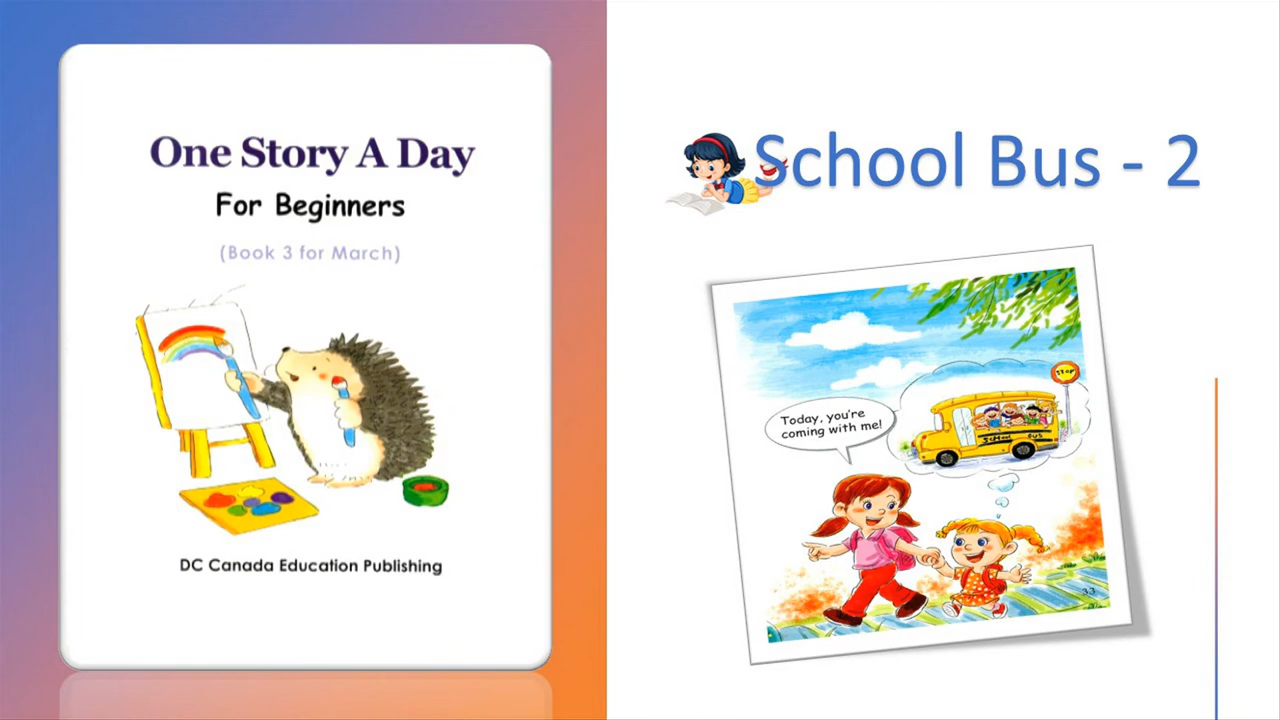 One Story A Day
For Beginners
(Book 3 for March)
DC Canada Education Publishing
School Bus - 2
Today, you're
coming with me!
STOP
SCHOOL BUS
33